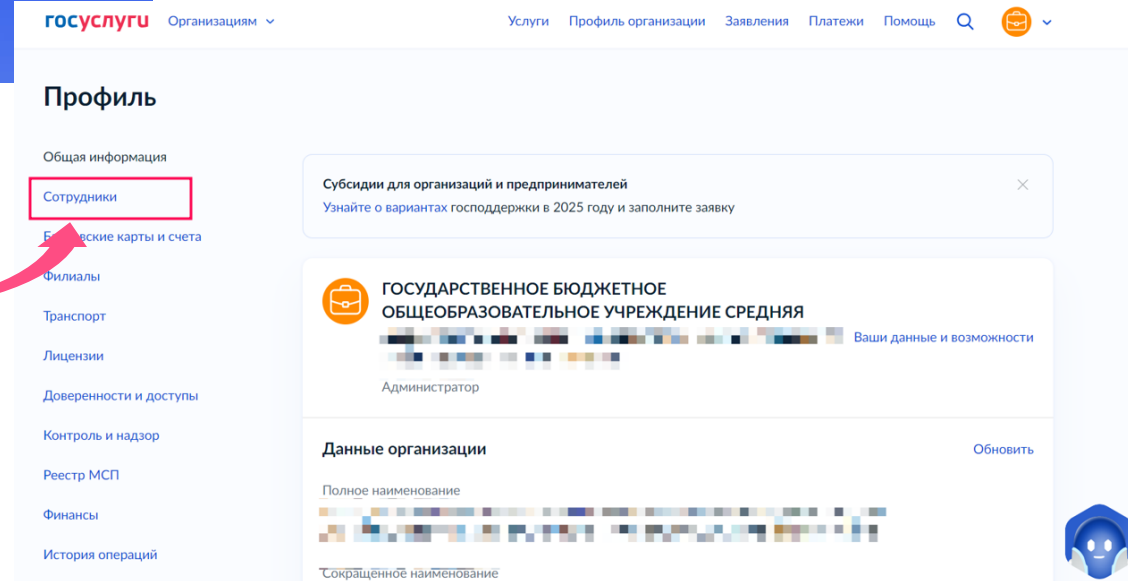 госуслуги Организациям Услуги Профиль организации Заявления Платежи Помощь
Профиль
Общая информация
Сотрудники
Банковские карты и счета
Филиалы
Транспорт
Лицензии
Доверенности и доступы
Контроль и надзор
Реестр МСП
Финансы
История операций
Субсидии для организаций и предпринимателей
Узнайте о вариантах господдержки в 2025 году и заполните заявку
ГОСУДАРСТВЕННОЕ БЮДЖЕТНОЕ
ОБЩЕОБРАЗОВАТЕЛЬНОЕ УЧРЕЖДЕНИЕ СРЕДНЯЯ
Ваши данные и возможности
Администратор
Данные организации
Обновить
Полное наименование
Сокращенное наименование